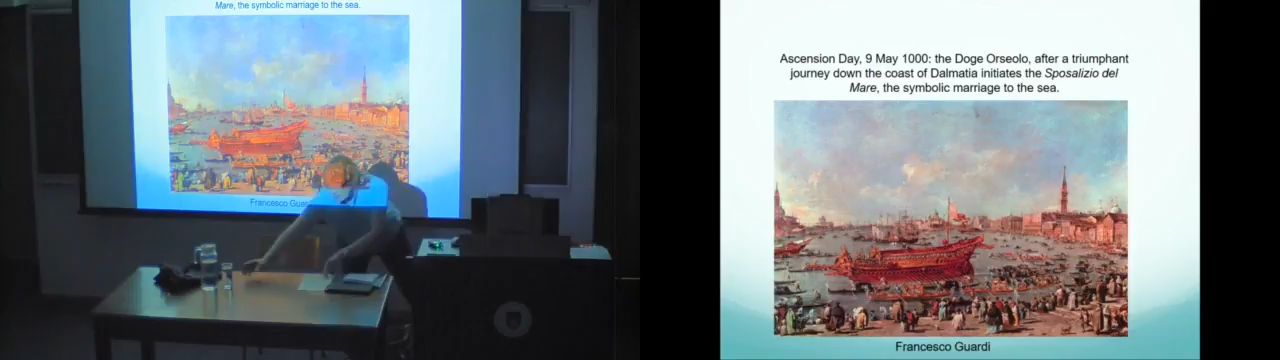 Mare, the symbolic marriage to the sea.
Francesco
Ascension Day, 9 May 1000: the Doge Orseolo, after a triumphant
journey down the coast of Dalmatia initiates the Sposalizio del
Mare, the symbolic marriage to the sea.
Francesco Guardi